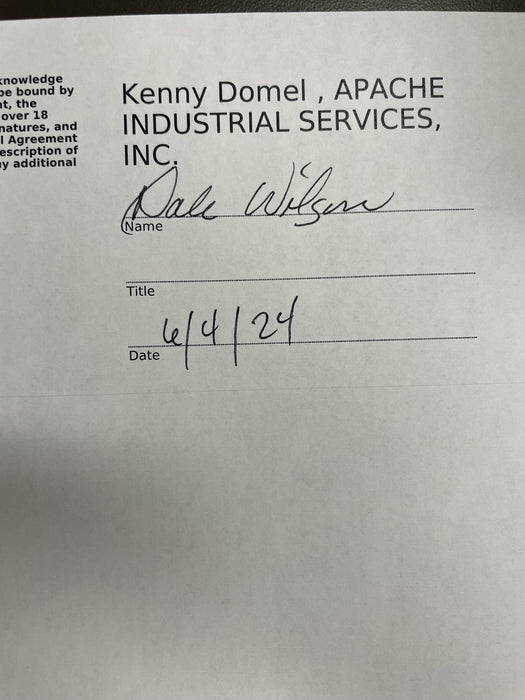 knowledge
be bound by
nt, the
over 18
natures, and
l Agreement
escription of
ny additional
Kenny Domel , APACHE
INDUSTRIAL SERVICES,
INC.
Dale Wilson
Name
Title
6/4/24
Date